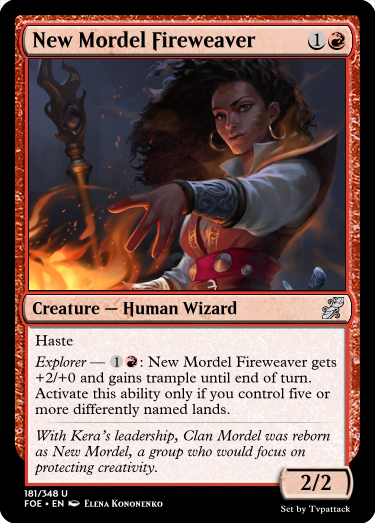 New Mordel Fireweaver 1
Creature — Human Wizard
Haste
Explorer — 1 : New Mordel Fireweaver gets
+2/+0 and gains trample until end of turn.
Activate this ability only if you control five or
more differently named lands.
With Kera's leadership, Clan Mordel was reborn
as New Mordel, a group who would focus on
protecting creativity.
2/2
181/348 U
FOE • EN Elena Kononenko
Set by Tvpattack